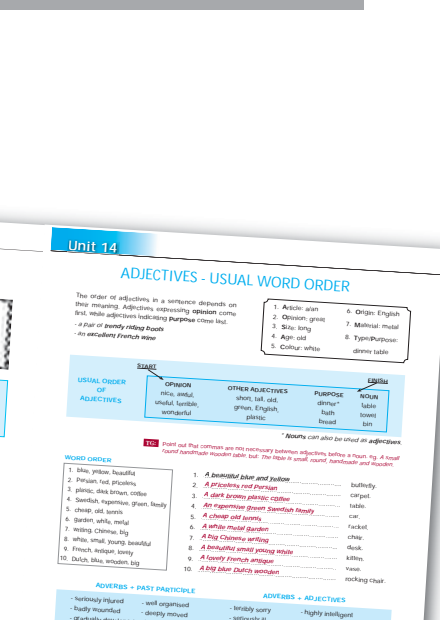 Unit 14
ADJECTIVES - USUAL WORD ORDER
The order of adjectives in a sentence depends on
their meaning. Adjectives expressing opinion come
first, while adjectives indicating Purpose come last.
- a pair of trendy riding boots
- an excellent French wine
1. Article: a/an
2. Opinion: great
3. Size: long
4. Age: old
5. Colour: white
6. Origin: English
7. Material: metal
8. Type/Purpose:
dinner table
START
FINISH
USUAL ORDER
OF
ADJECTIVES
OPINION
nice, awful,
useful, terrible,
wonderful
OTHER ADJECTIVES
short, tall, old,
green, English,
plastic
PURPOSE
dinner*
bath
bread
NOUN
table
towel
bin
* Nouns can also be used as adjectives.
TG: Point out that commas are not necessary between adjectives before a noun. eg. A small
round handmade wooden table. but: The table is small, round, handmade and wooden.
WORD ORDER
1. blue, yellow, beautiful
2. Persian, red, priceless
3. plastic, dark brown, coffee
4. Swedish, expensive, green, family
5. cheap, old, tennis
6. garden, white, metal
7. writing, Chinese, big
8. white, small, young, beautiful
9. French, antique, lovely
10. Dutch, blue, wooden, big
1. A beautiful blue and yellow butterfly.
2. A priceless red Persian carpet.
3. A dark brown plastic coffee table.
4. An expensive green Swedish family car.
5. A cheap old tennis racket.
6. A white metal garden chair.
7. A big Chinese writing desk.
8. A beautiful small young white kitten.
9. A lovely French antique vase.
10. A big blue Dutch wooden rocking chair.
ADVERBS + PAST PARTICIPLE
- seriously injured
- badly wounded
- well organised
- deeply moved
ADVERBS + ADJECTIVES
- terribly sorry
- highly intelligent